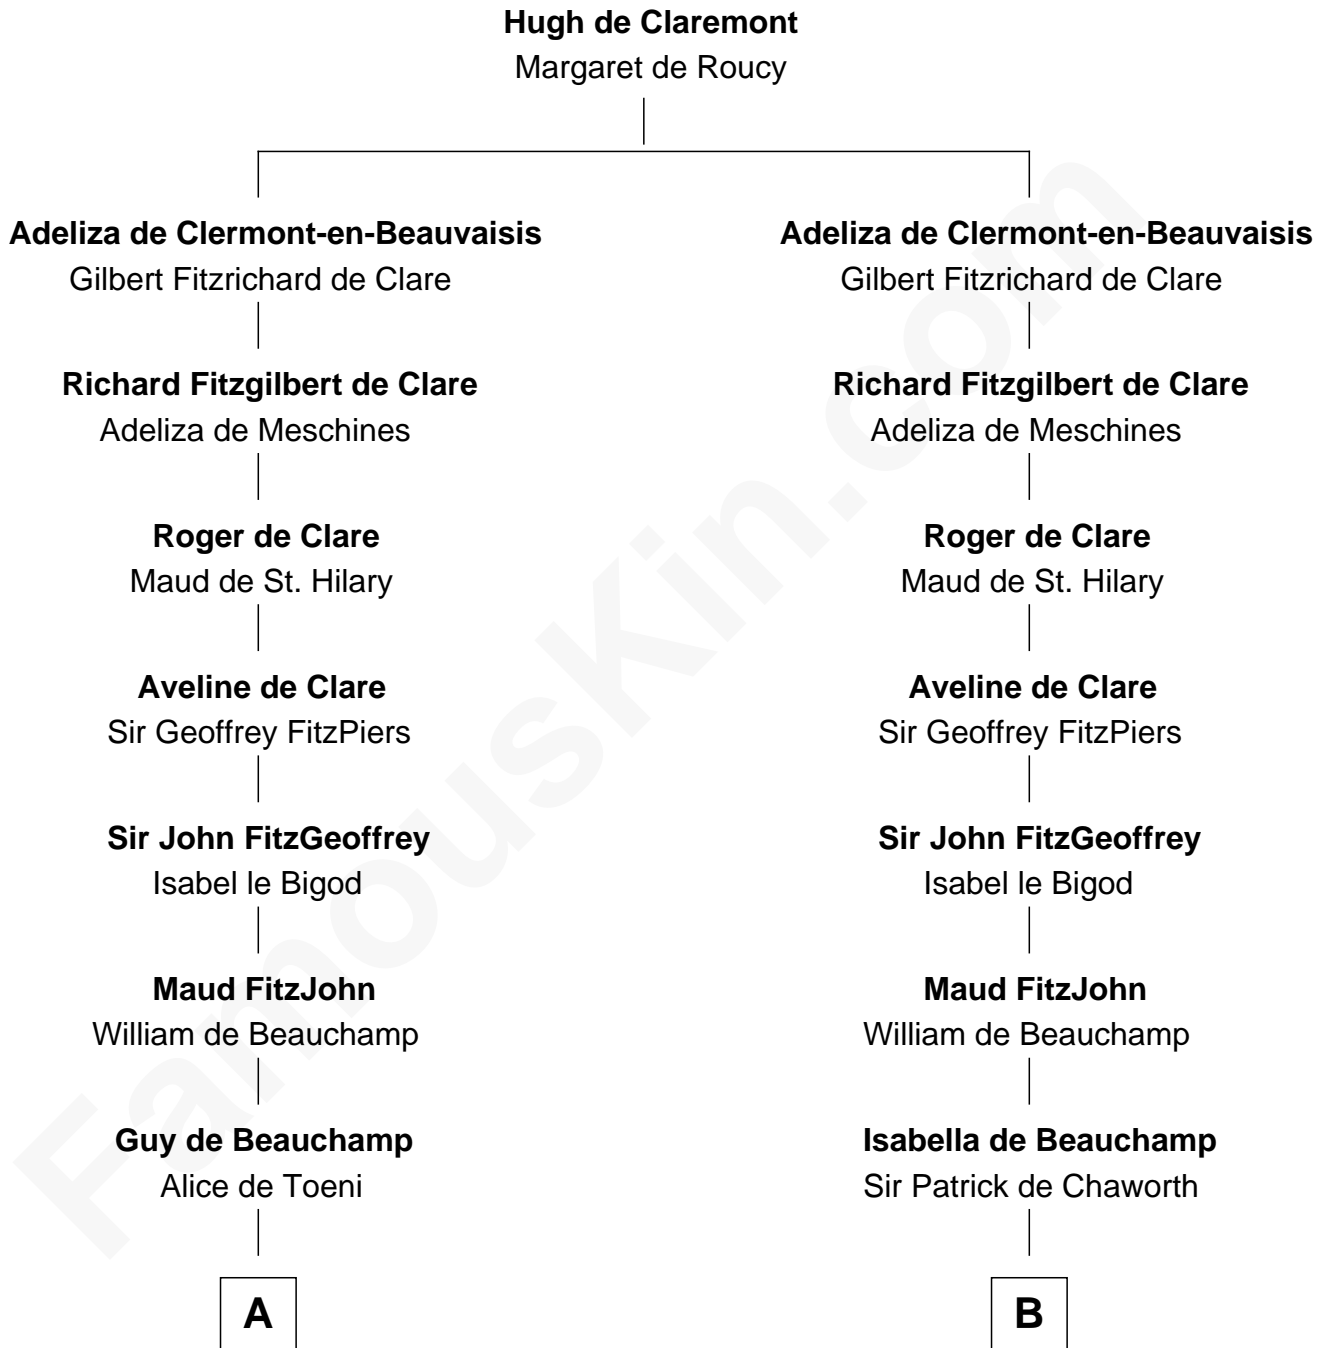 Hugh de Claremont
Margaret de Roucy
Adeliza de Clermont-en-Beauvaisis
Gilbert Fitzrichard de Clare
Richard Fitzgilbert de Clare
Adeliza de Meschines
Roger de Clare
Maud de St. Hilary
Aveline de Clare
Sir Geoffrey FitzPiers
Sir John FitzGeoffrey
Isabel le Bigod
Maud FitzJohn
William de Beauchamp
Guy de Beauchamp
Alice de Toeni
A
Adeliza de Clermont-en-Beauvaisis
Gilbert Fitzrichard de Clare
Richard Fitzgilbert de Clare
Adeliza de Meschines
Roger de Clare
Maud de St. Hilary
Aveline de Clare
Sir Geoffrey FitzPiers
Sir John FitzGeoffrey
Isabel le Bigod
Maud FitzJohn
William de Beauchamp
Isabella de Beauchamp
Sir Patrick de Chaworth
B
FamousKin.com